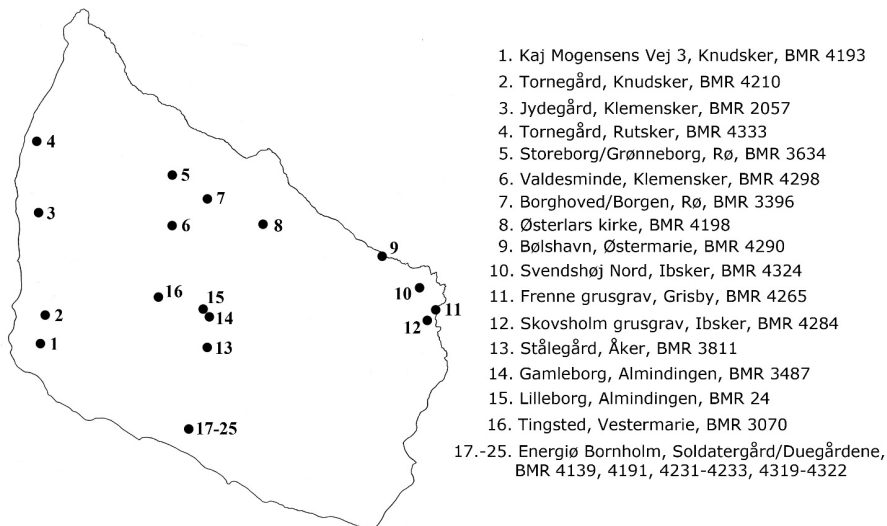 4
5
7
3
6
8
9
10
16
15
11
2
14
12
1
13
17-25
1. Kaj Mogensens Vej 3, Knudsker, BMR 4193
2. Tornegård, Knudsker, BMR 4210
3. Jydegård, Klemensker, BMR 2057
4. Tornegård, Rutsker, BMR 4333
5. Storeborg/Grønneborg, Rø, BMR 3634
6. Valdesminde, Klemensker, BMR 4298
7. Borghoved/Borgen, Rø, BMR 3396
8. Østerlars kirke, BMR 4198
9. Bølshavn, Østermarie, BMR 4290
10. Svendshøj Nord, Ibsker, BMR 4324
11. Frenne grusgrav, Grisby, BMR 4265
12. Skovsholm grusgrav, Ibsker, BMR 4284
13. Stålegård, Åker, BMR 3811
14. Gamleborg, Almindingen, BMR 3487
15. Lilleborg, Almindingen, BMR 24
16. Tingsted, Vestermarie, BMR 3070
17.-25. Energiø Bornholm, Soldatergård/Duegårdene,
BMR 4139, 4191, 4231-4233, 4319-4322